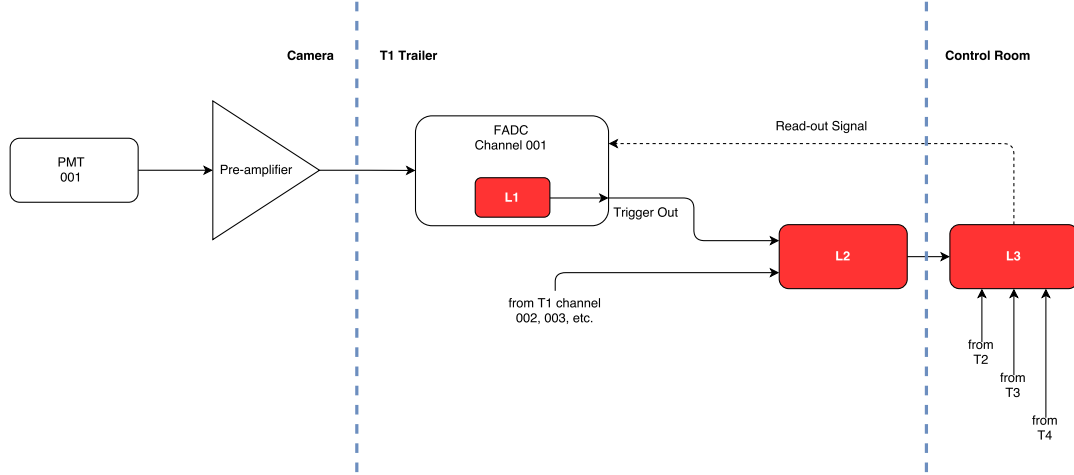 Camera
T1 Trailer
Control Room
PMT
001
Pre-amplifier
FADC
Channel 001
L1
Trigger Out
Read-out Signal
L2
L3
from T1 channel
002, 003, etc.
from
T2
from
T3
from
T4